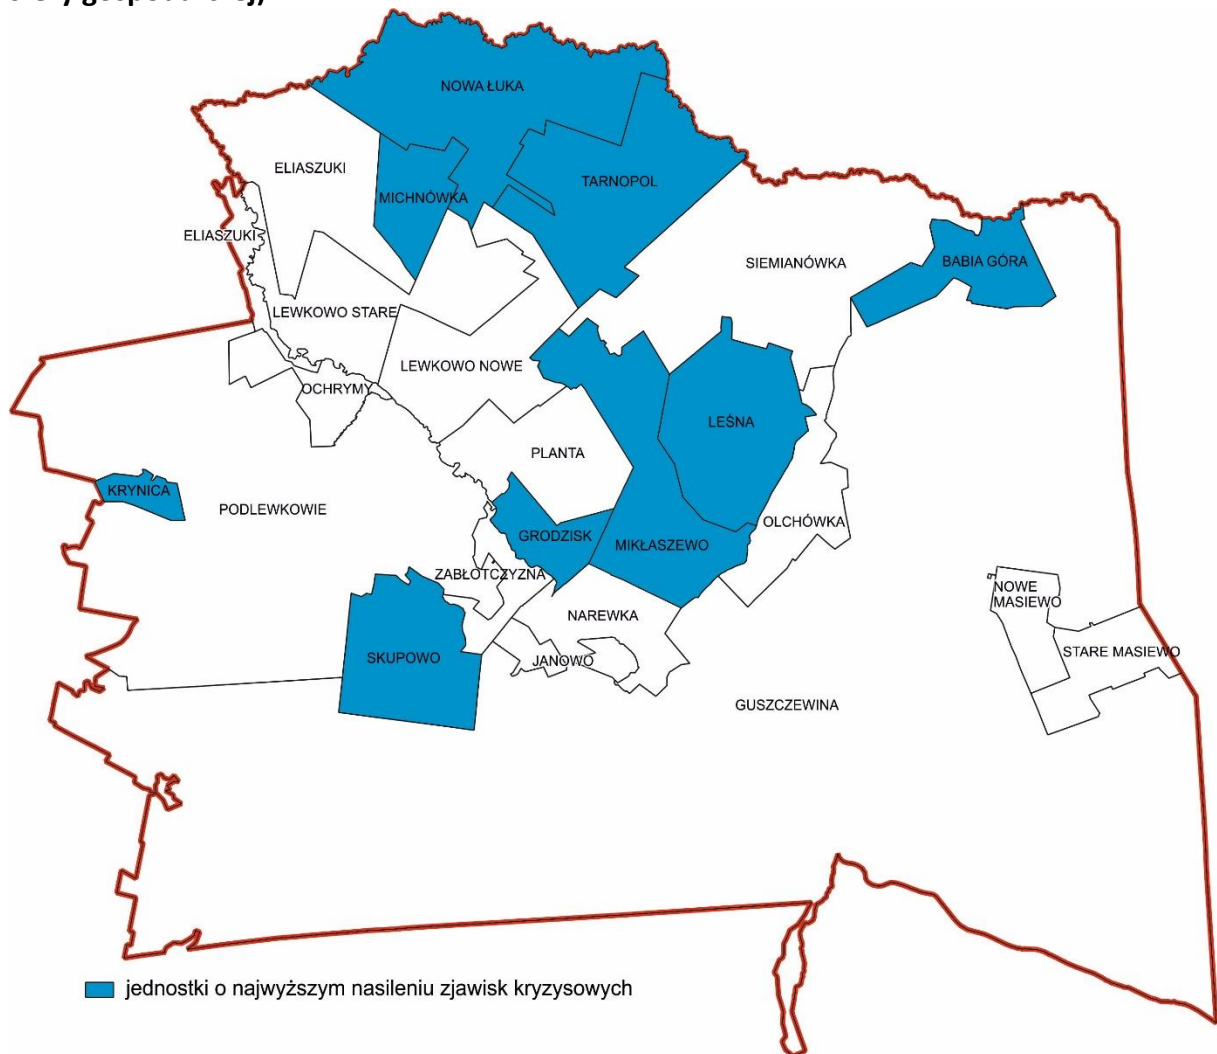 NOWA ŁUKA
ELIASZUKI
MICHNÓWKA
TARNOPOL
ELIASZUKI
SIEMIANÓWKA
BABIA GÓRA
LEWKOWO STARE
LEWKOWO NOWE
OCHRYMY
LEŚNA
PLANTA
KRYNICA
PODLEWKOWIE
OLCHÓWKA
GRODZISK
MIKŁASZEWO
ZABŁOTCZYZNA
NOWE
MASIEWO
NAREWKA
STARE MASIEWO
SKUPOWO
JANOWO
GUSZCZEWINA
jednostki o najwyższym nasileniu zjawisk kryzysowych